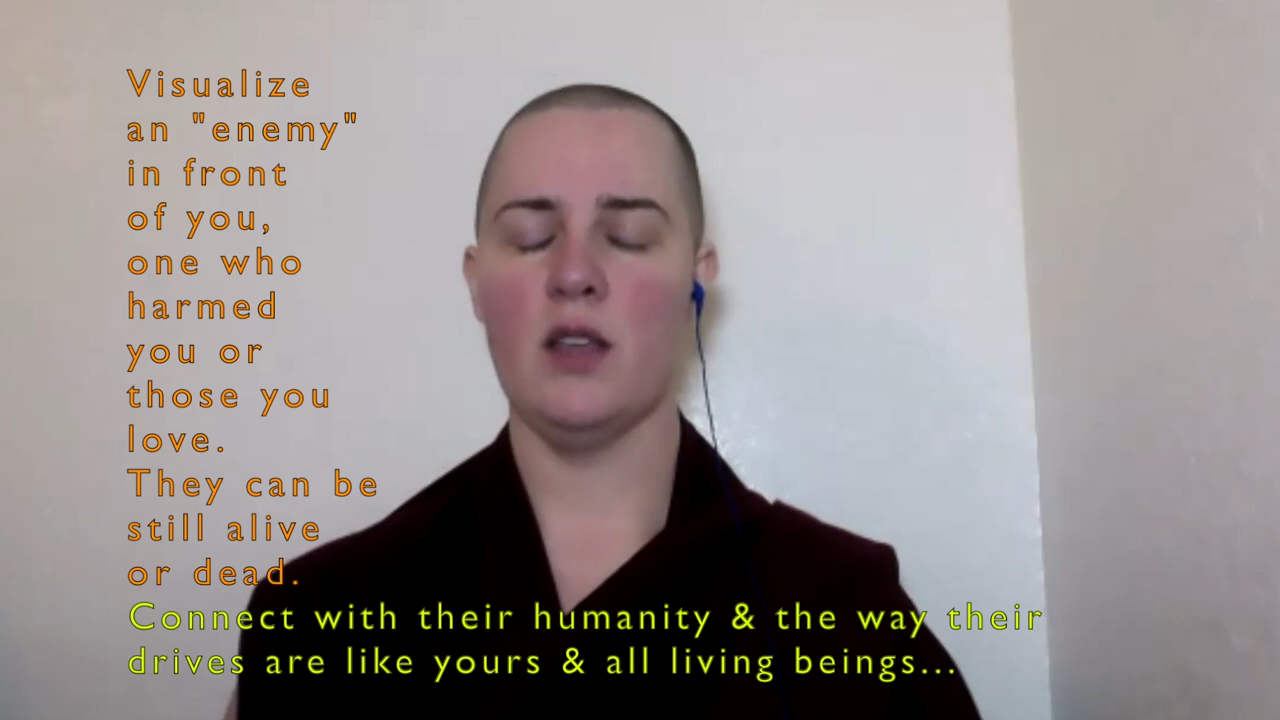 Visualize
an "enemy"
in front
of you,
one who
harmed
you or
those you
love.
They can be
still alive
or dead.
Connect with their humanity & the way their
drives are like yours & all living beings...